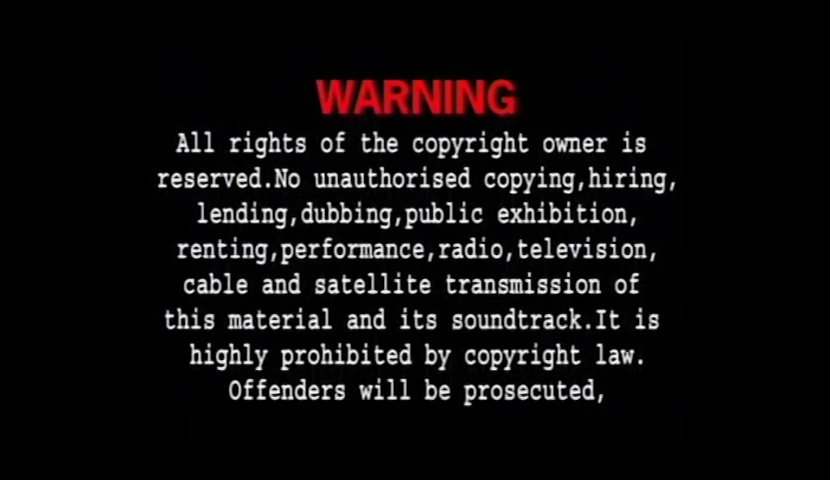 WARNING
All rights of the copyright owner is
reserved.No unauthorised copying,hiring,
lending,dubbing,public exhibition,
renting,performance,radio,television,
cable and satellite transmission of
this material and its soundtrack.It is
highly prohibited by copyright law.
Offenders will be prosecuted,